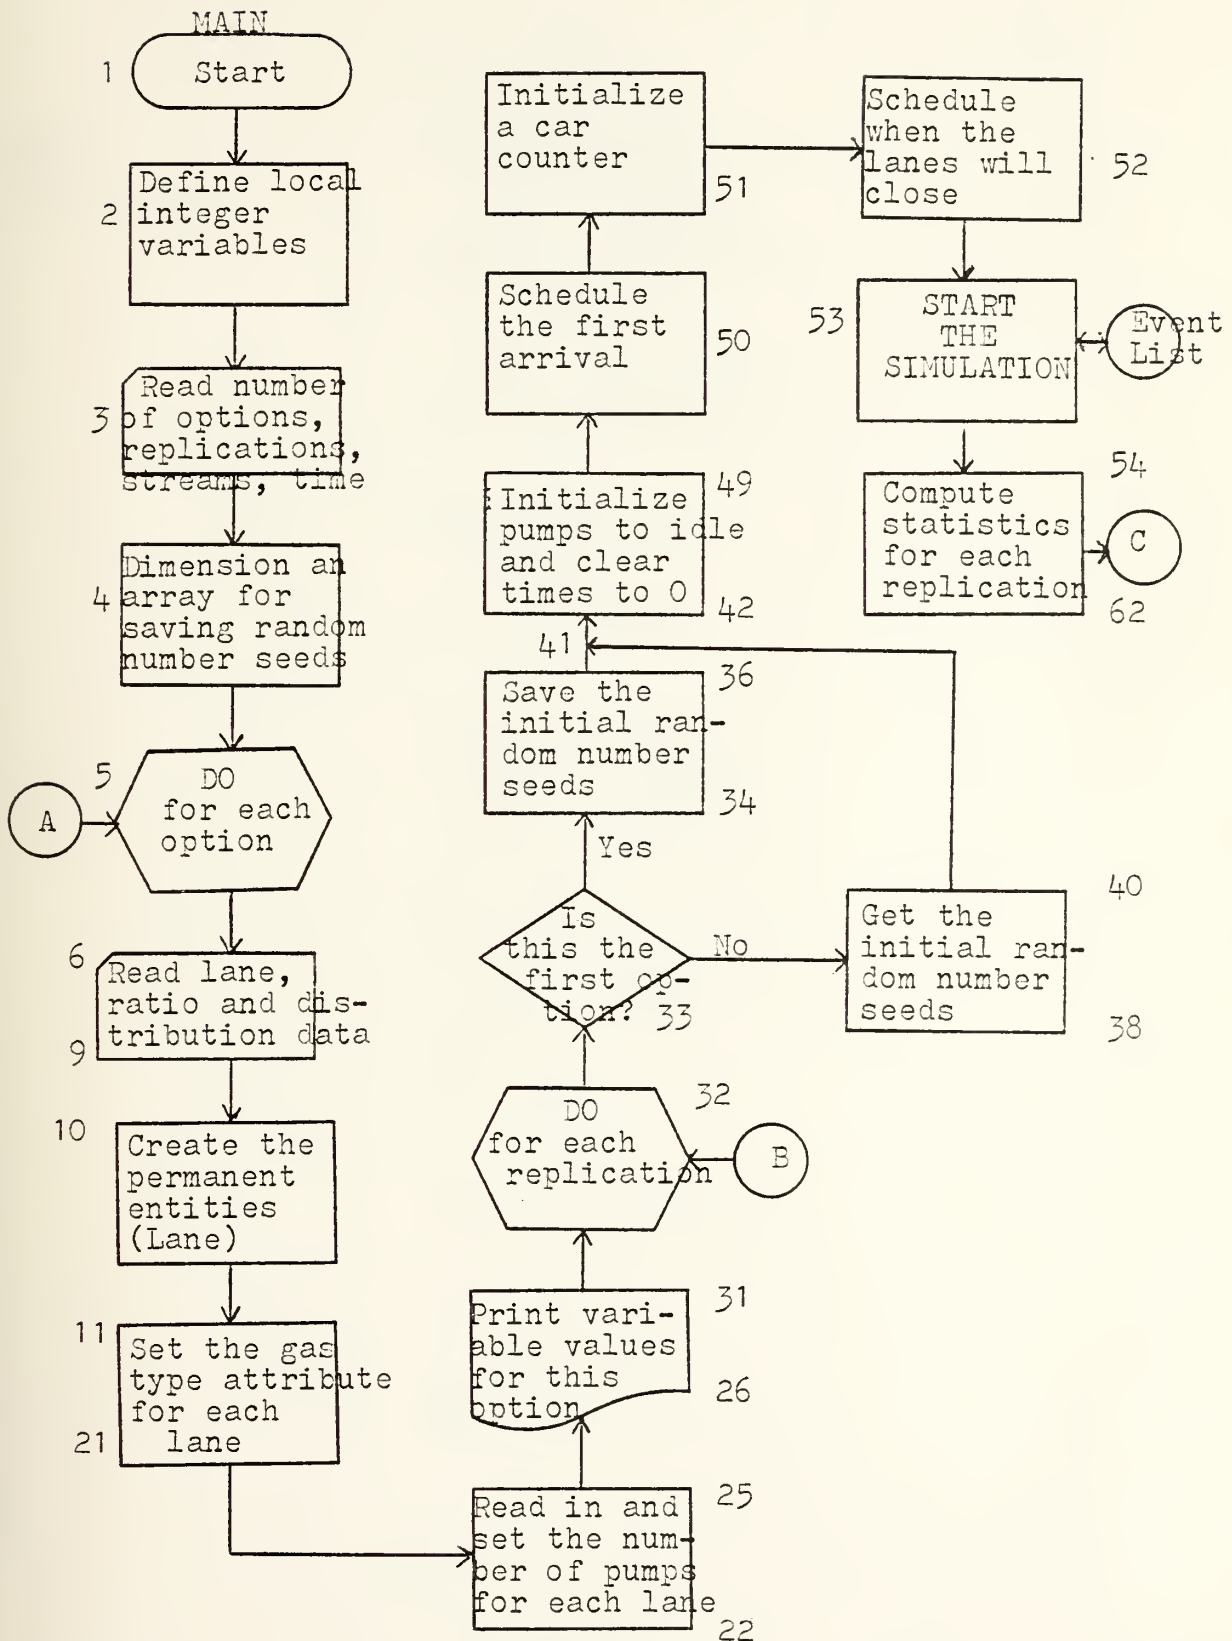 MAIN
1
Start
2
Define local
integer
variables
3
Read number
of options,
replications,
streams, time
4
Dimension an
array for
saving random
number seeds
5
DO
for each
option
A
6
Read lane,
ratio and dis-
tribution data
9
10
Create the
permanent
entities
(Lane)
11
Set the gas
type attribute
for each
lane
21
25
Read in and
set the num-
ber of pumps
for each lane
22
31
Print vari-
able values
for this
option
26
32
DO
for each
replication
B
Is
this the
first op-
tion?
33
Yes
No
36
Save the
initial ran-
dom number
seeds
34
40
Get the
initial ran-
dom number
seeds
38
41
49
Initialize
pumps to idle
and clear
times to 0
42
Schedule
the first
arrival
50
Initialize
a car
counter
51
Schedule
when the
lanes will
close
52
53
START
THE
SIMULATION
Event
List
54
Compute
statistics
for each
replication
62
C